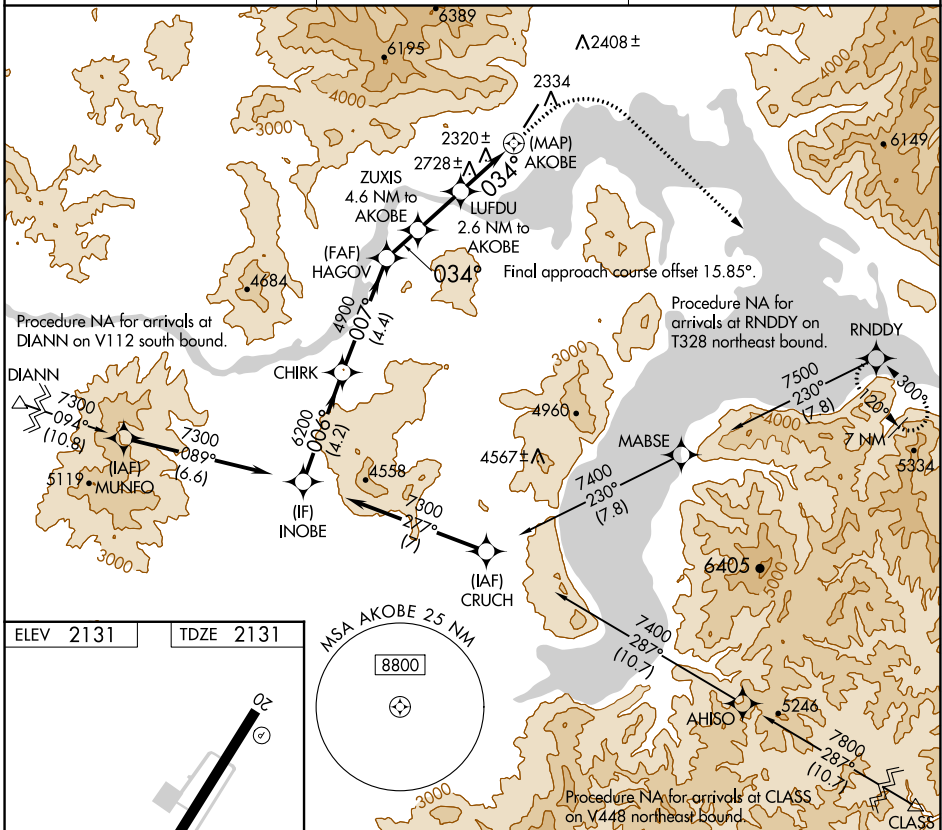 6389
6195
2408±
4000
3000
4000
2334
6149
2320±
(MAP)
AKOBE
2728±
034°
ZUXIS
4.6 NM to
AKOBE
LUFDU
2.6 NM to
AKOBE
(FAF)
HAGOV
034°
Final approach course offset 15.85°.
4684
4900
007°
(4.4)
Procedure NA for arrivals at
DIANN on V112 south bound.
Procedure NA for
arrivals at RNDDY on
T328 northeast bound.
RNDDY
3000
CHIRK
DIANN
7300
094°
(10.8)
7500
230°
(7.8)
300°
120°
7 NM
4000
5334
4960
6200
006°
(4.2)
7300
089°
(6.6)
(IAF)
MUNEO
5119
MABSE
4567±
4558
7400
230°
(7.8)
(IF)
INOBE
7300
277°
(7)
3000
(IAF)
CRUCH
6405
3000
ELEV 2131
TDZE 2131
MSA AKOBE 25 NM
8800
7400
287°
(10.7)
20
AHISO
5246
7800
287°
(10.7)
3000
Procedure NA for arrivals at CLASS
on V448 northeast bound.
CLASS